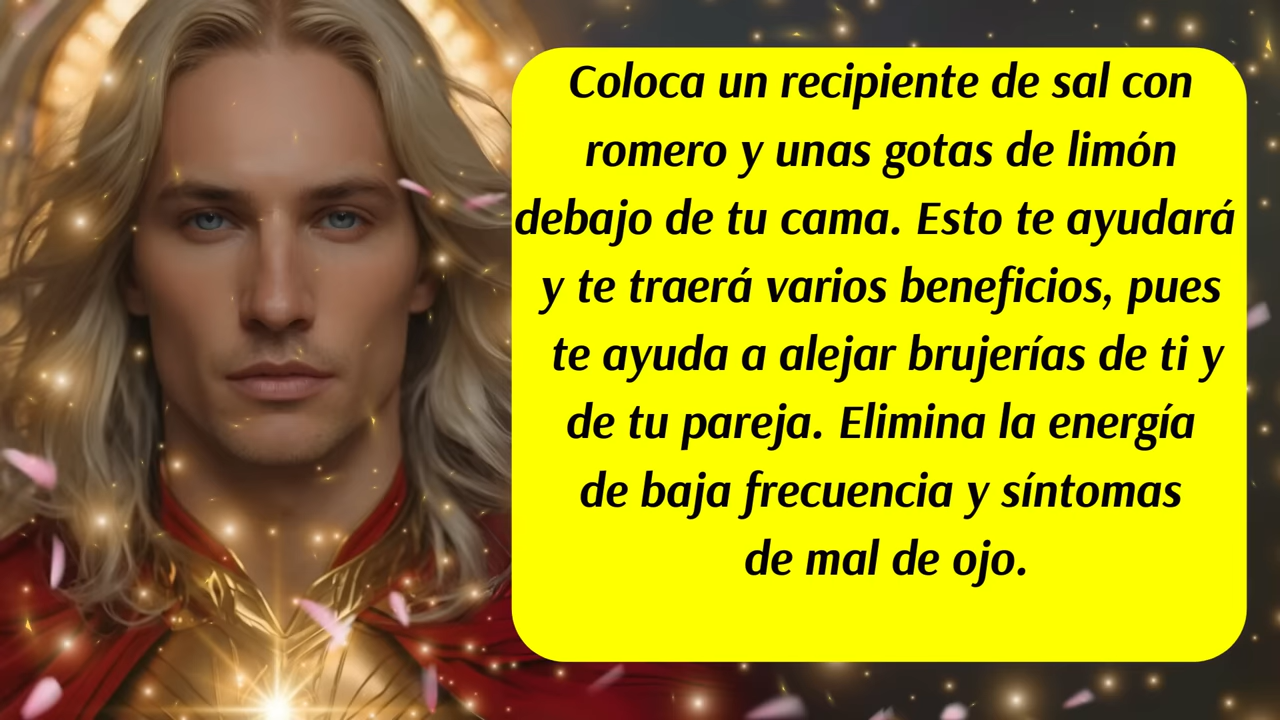 Coloca un recipiente de sal con
romero y unas gotas de limón
debajo de tu cama. Esto te ayudará
y te traerá varios beneficios, pues
te ayuda a alejar brujerías de ti y
de tu pareja. Elimina la energía
de baja frecuencia y síntomas
de mal de ojo.